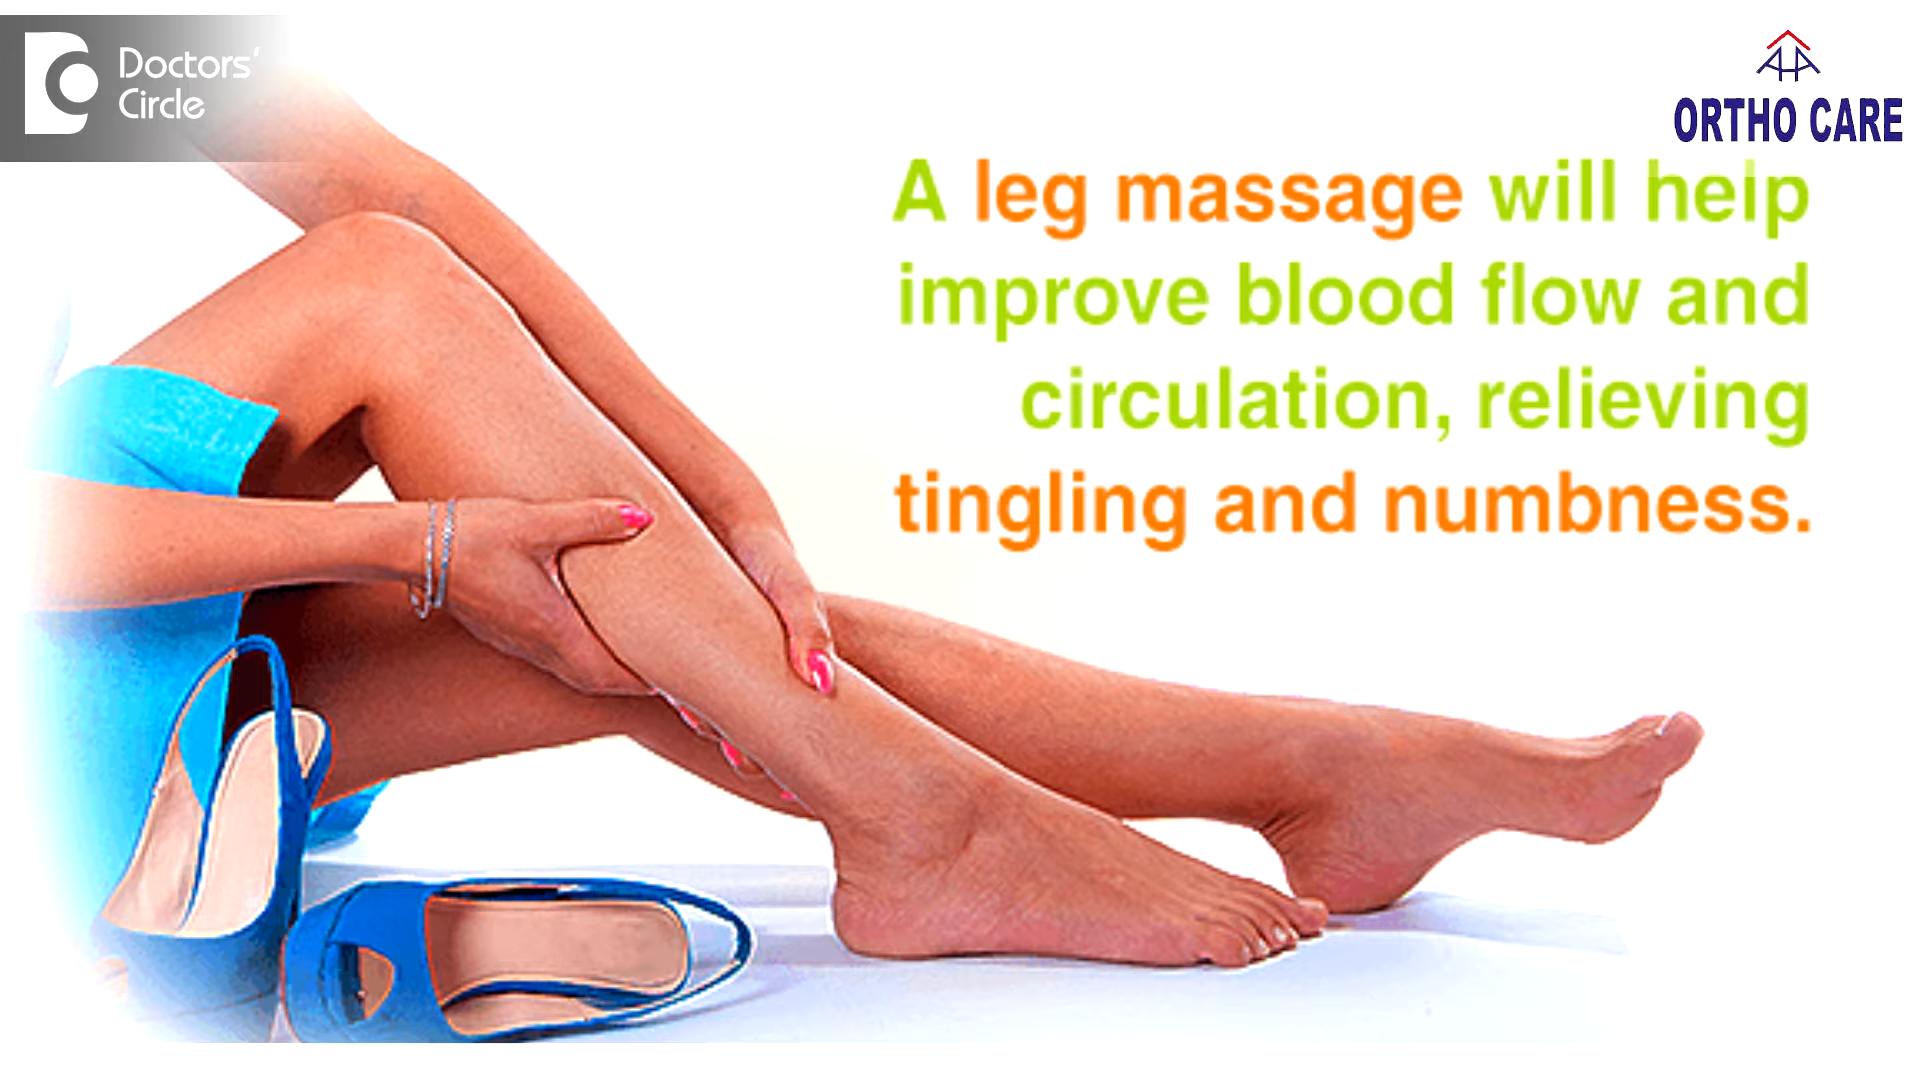 Doctors'
Circle
ORTHO CARE
A leg massage will help
improve blood flow and
circulation, relieving
tingling and numbness.